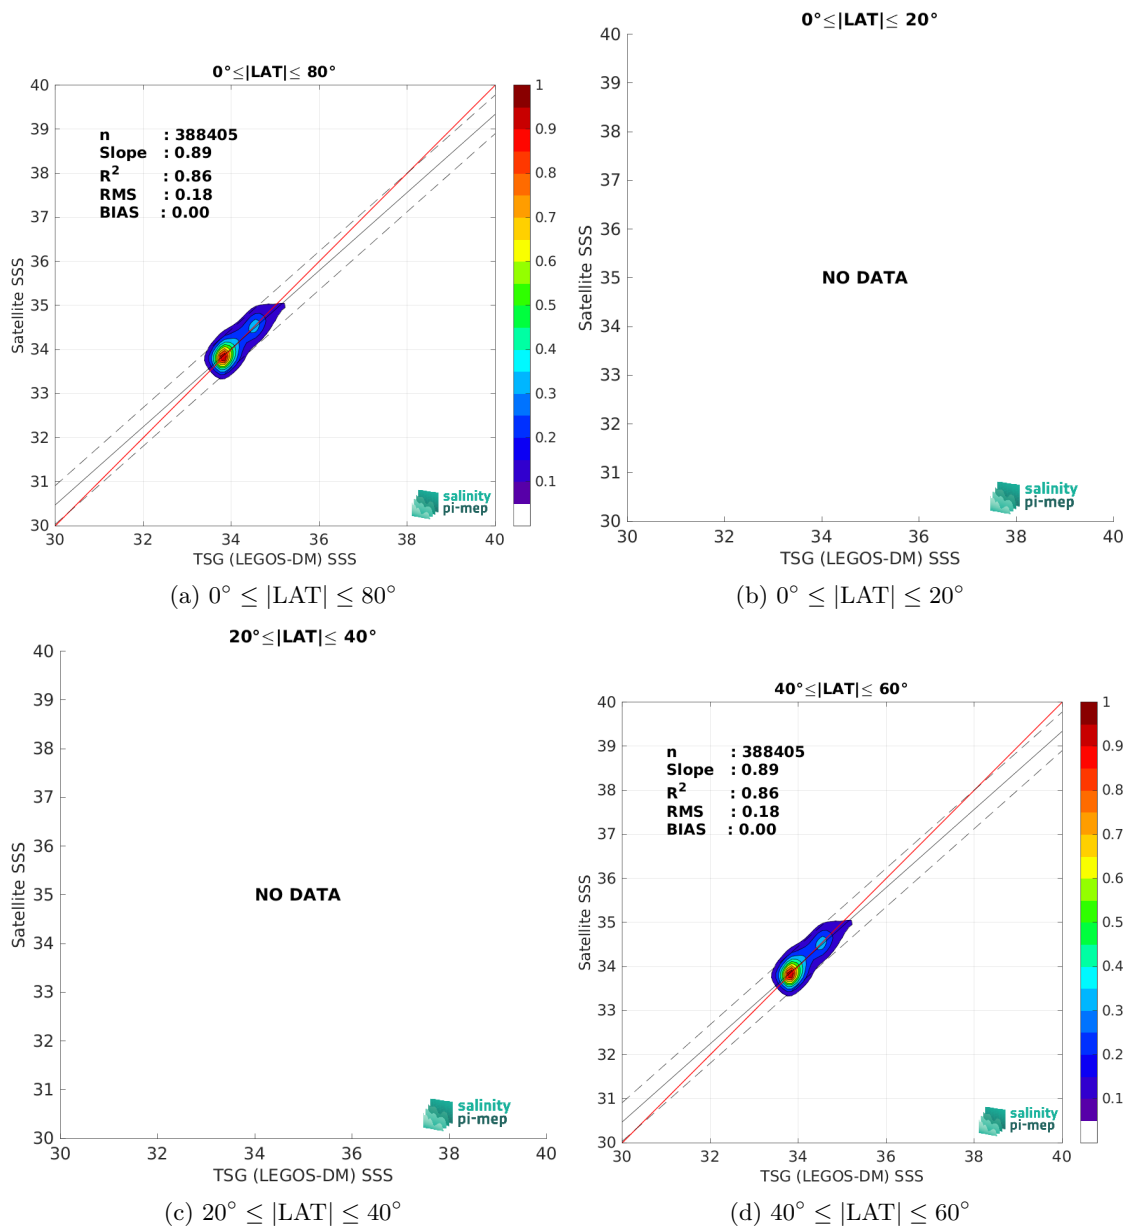 0°≤|LAT|≤ 80°
40
39
38
37
36
35
34
33
32
31
30
Satellite SSS
n : 388405
Slope : 0.89
R2 : 0.86
RMS : 0.18
BIAS : 0.00
1
0.9
0.8
0.7
0.6
0.5
0.4
0.3
0.2
0.1
salinity
pi-mep
30 32 34 36 38 40
TSG (LEGOS-DM) SSS
(a) 0° ≤ |LAT| ≤ 80°
0°≤|LAT|≤ 20°
40
39
38
37
36
35
34
33
32
31
30
Satellite SSS
NO DATA
salinity
pi-mep
30 32 34 36 38 40
TSG (LEGOS-DM) SSS
(b) 0° ≤ |LAT| ≤ 20°
20°≤|LAT|≤ 40°
40
39
38
37
36
35
34
33
32
31
30
Satellite SSS
NO DATA
salinity
pi-mep
30 32 34 36 38 40
TSG (LEGOS-DM) SSS
(c) 20° ≤ |LAT| ≤ 40°
40°≤|LAT|≤ 60°
40
39
38
37
36
35
34
33
32
31
30
Satellite SSS
n : 388405
Slope : 0.89
R2 : 0.86
RMS : 0.18
BIAS : 0.00
1
0.9
0.8
0.7
0.6
0.5
0.4
0.3
0.2
0.1
salinity
pi-mep
30 32 34 36 38 40
TSG (LEGOS-DM) SSS
(d) 40° ≤ |LAT| ≤ 60°